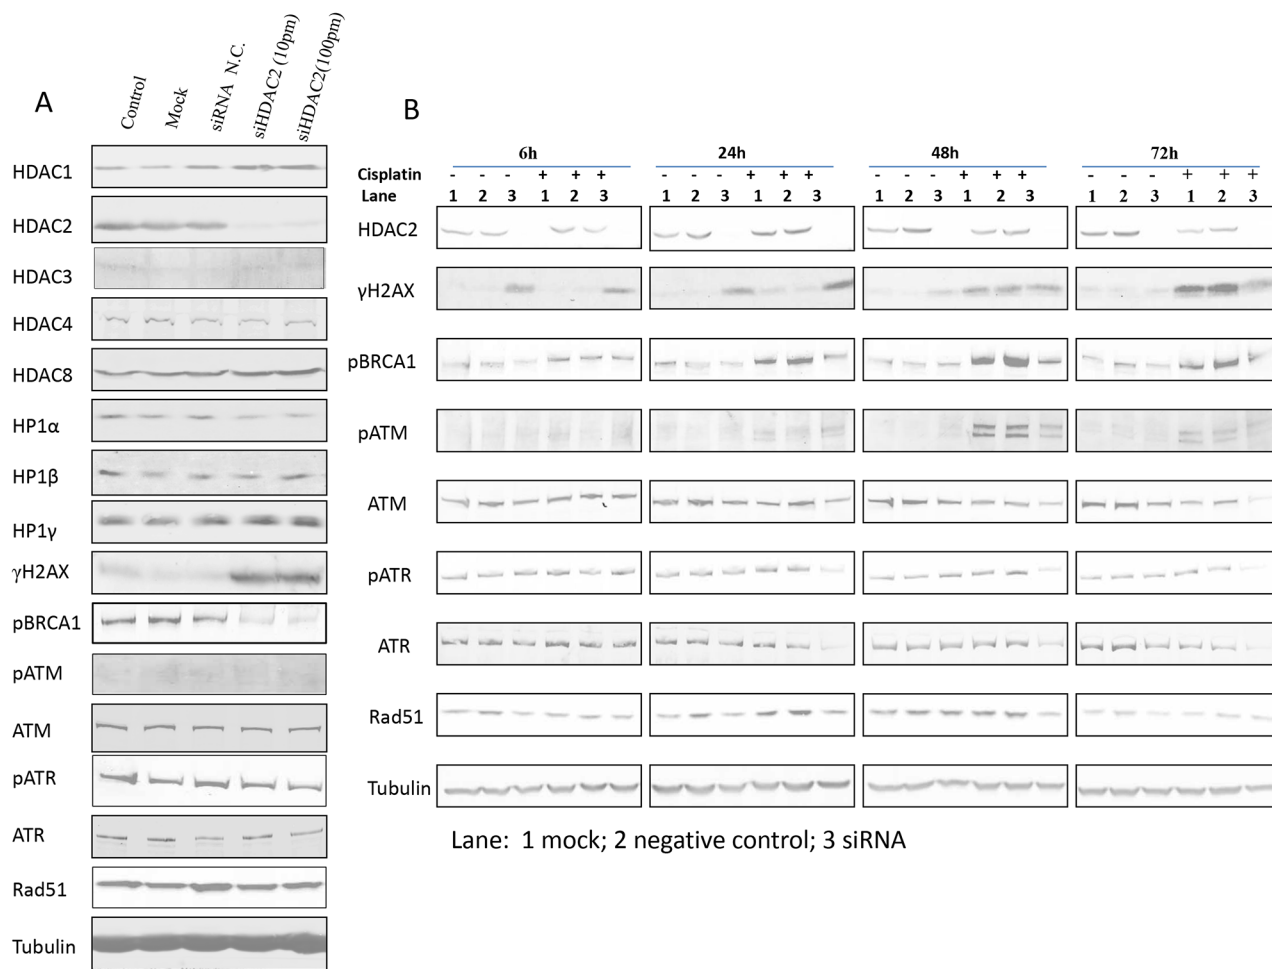 A
Control
Mock
siRNA N.C.
siHDAC2 (10pm)
siHDAC2(100pm)
HDAC1
HDAC2
HDAC3
HDAC4
HDAC8
HP1α
HP1β
HP1γ
γH2AX
pBRCA1
pATM
ATM
pATR
ATR
Rad51
Tubulin
B
6h 24h 48h 72h
Cisplatin - - - + + + - - - + + + - - - + + + - - - + + +
Lane 1 2 3 1 2 3 1 2 3 1 2 3 1 2 3 1 2 3 1 2 3 1 2 3
HDAC2
γH2AX
pBRCA1
pATM
ATM
pATR
ATR
Rad51
Tubulin
Lane: 1 mock; 2 negative control; 3 siRNA